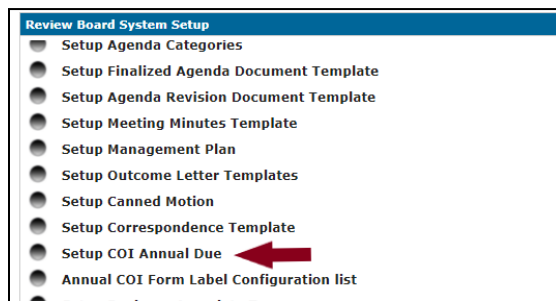 Review Board System Setup
Setup Agenda Categories
Setup Finalized Agenda Document Template
Setup Agenda Revision Document Template
Setup Meeting Minutes Template
Setup Management Plan
Setup Outcome Letter Templates
Setup Canned Motion
Setup Correspondence Template
Setup COI Annual Due
Annual COI Form Label Configuration list